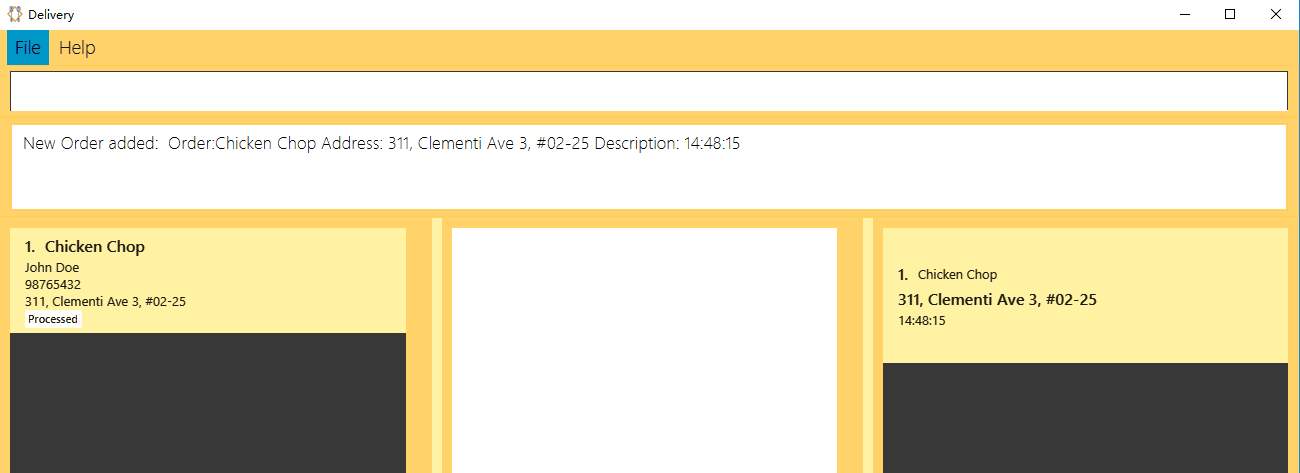 Delivery
File Help
New Order added: Order:Chicken Chop Address: 311, Clementi Ave 3, #02-25 Description: 14:48:15
1. Chicken Chop
John Doe
98765432
311, Clementi Ave 3, #02-25
Processed
1. Chicken Chop
311, Clementi Ave 3, #02-25
14:48:15